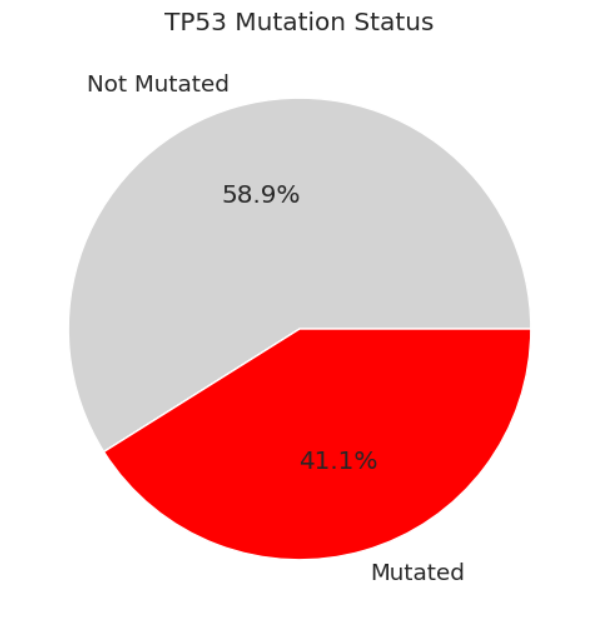 TP53 Mutation Status
Not Mutated
58.9%
41.1%
Mutated